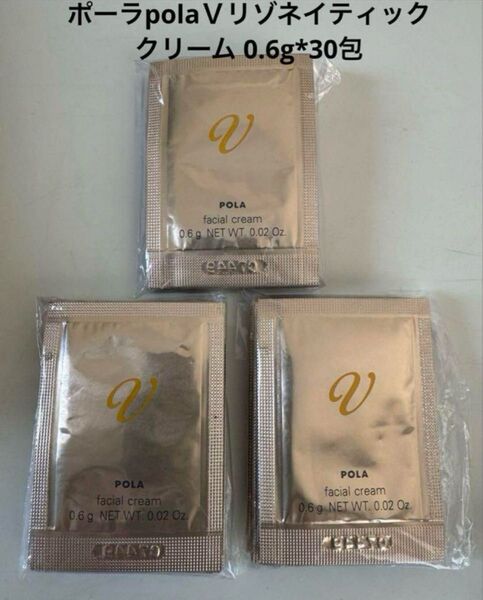 ポーラpolaVリゾネイティック
クリーム 0.6g*30包
V
POLA
facial cream
0.6 g NET WT. 0.02 Oz.
V
POLA
facial cream
0.6 g NET WT. 0.02 Oz.
V
POLA
facial cream
0.6 g NET WT. 0.02 Oz.